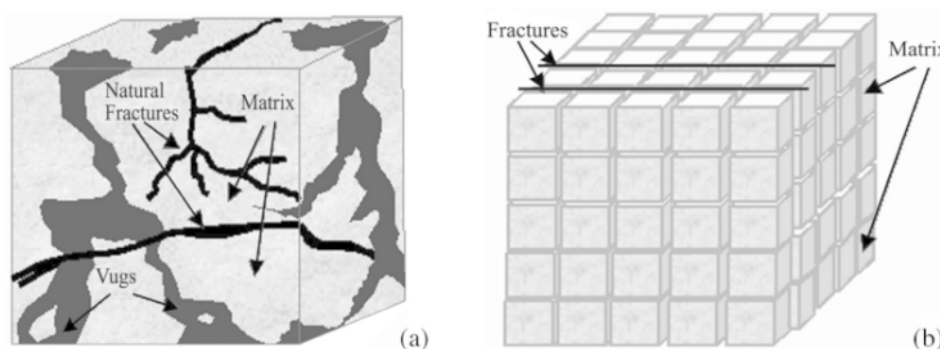 Natural
Fractures
Matrix
Vugs
(a)
Fractures
Matrix
(b)